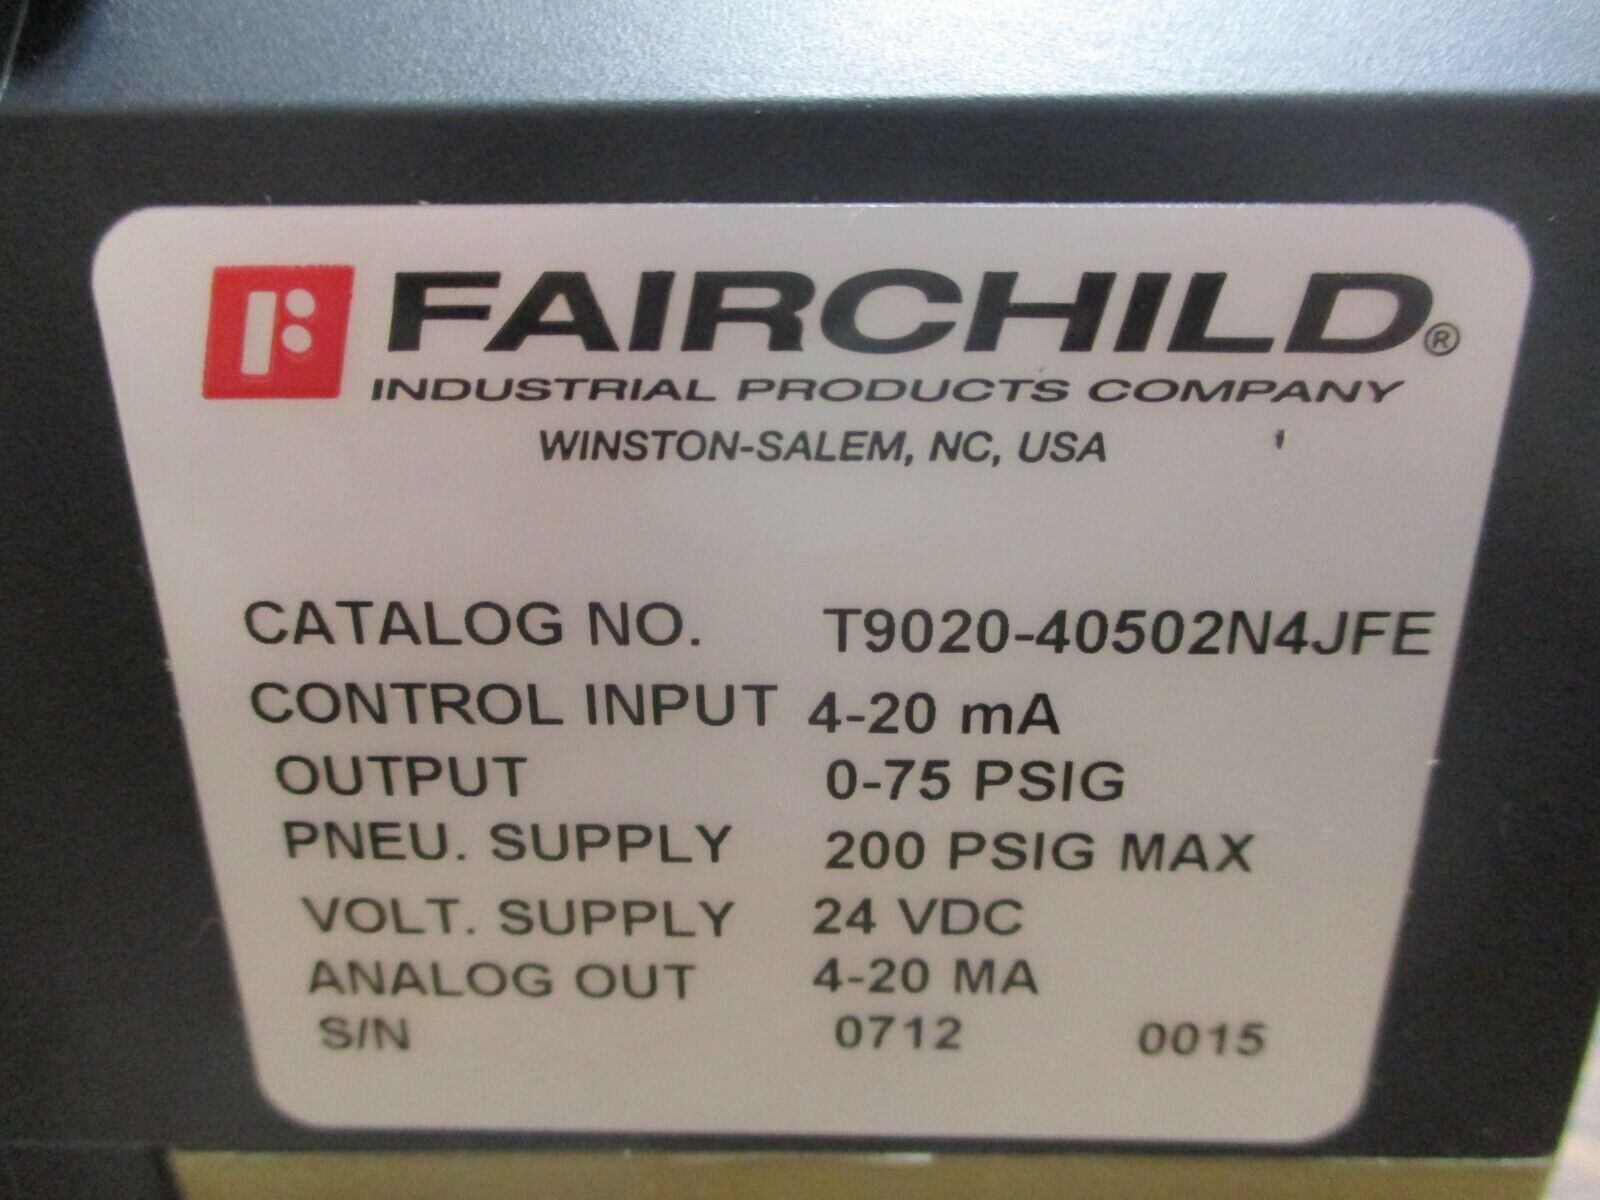 FAIRCHILD®
INDUSTRIAL PRODUCTS COMPANY
WINSTON-SALEM, NC, USA
CATALOG NO. T9020-40502N4JFE
CONTROL INPUT 4-20 mA
OUTPUT 0-75 PSIG
PNEU. SUPPLY 200 PSIG MAX
VOLT. SUPPLY 24 VDC
ANALOG OUT 4-20 MA
S/N 0712 0015